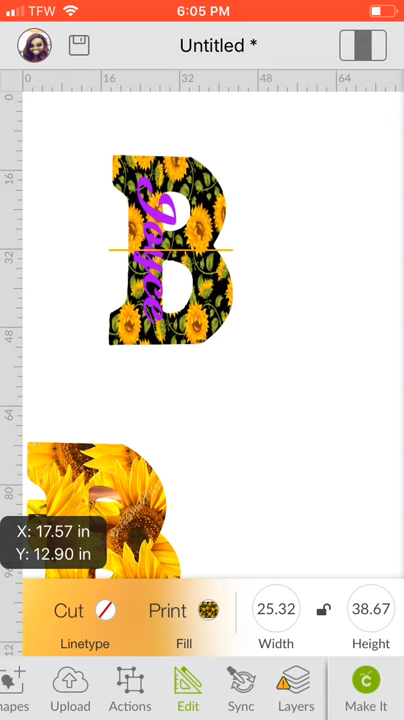 TFW 6:05 PM
Untitled *
0 16 32 48 64
0
16
32
48
64
80
B
Joyce
B
X: 17.57 in
Y: 12.90 in
Cut Print 25.32 38.67
Linetype Fill Width Height
Upload Actions Edit Sync Layers Make It